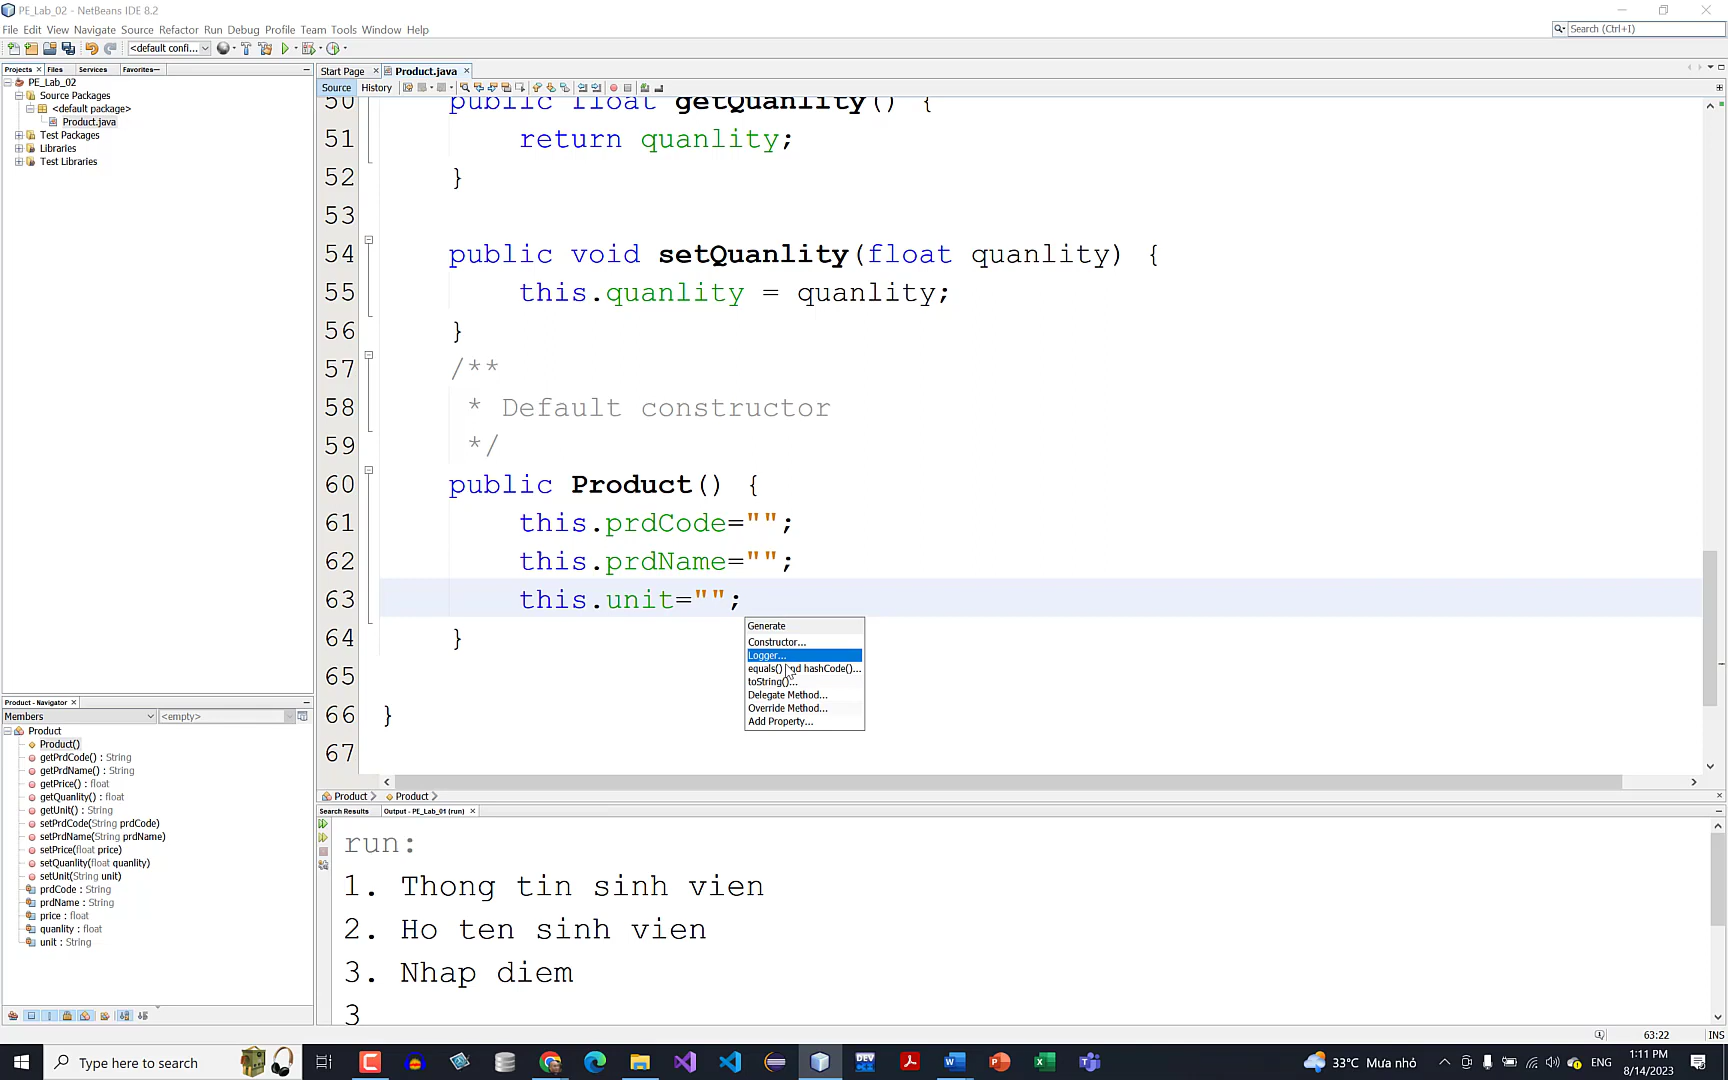 PE_Lab_02 - NetBeans IDE 8.2
File Edit View Navigate Source Refactor Run Debug Profile Team Tools Window Help
Search (Ctrl+I)
<default confi...
Projects Files Services Favorites
Start Page Product.java
PE_Lab_02
Source Packages
<default package>
Product.java
Test Packages
Libraries
Test Libraries
Source History
50 public float getQuanlity() {
51 return quanlity;
52 }
53
54 public void setQuanlity(float quanlity) {
55 this.quanlity = quanlity;
56 }
57 /**
58 * Default constructor
59 */
60 public Product() {
61 this.prdCode="";
62 this.prdName="";
63 this.unit="";
64 }
65
66 }
67
Generate
Constructor...
Logger...
equals() and hashCode()...
toString()...
Delegate Method...
Override Method...
Add Property...
Product - Navigator
Members <empty>
Product
Product()
getPrdCode() : String
getPrdName() : String
getPrice() : float
getQuanlity() : float
getUnit() : String
setPrdCode(String prdCode)
setPrdName(String prdName)
setPrice(float price)
setQuanlity(float quanlity)
setUnit(String unit)
prdCode : String
prdName : String
price : float
quanlity : float
unit : String
Product Product
Search Results Output - PE_Lab_01 (run)
run:
1. Thong tin sinh vien
2. Ho ten sinh vien
3. Nhap diem
3
63:22 INS
Type here to search
33°C Mưa nhỏ
ENG
1:11 PM
8/14/2023